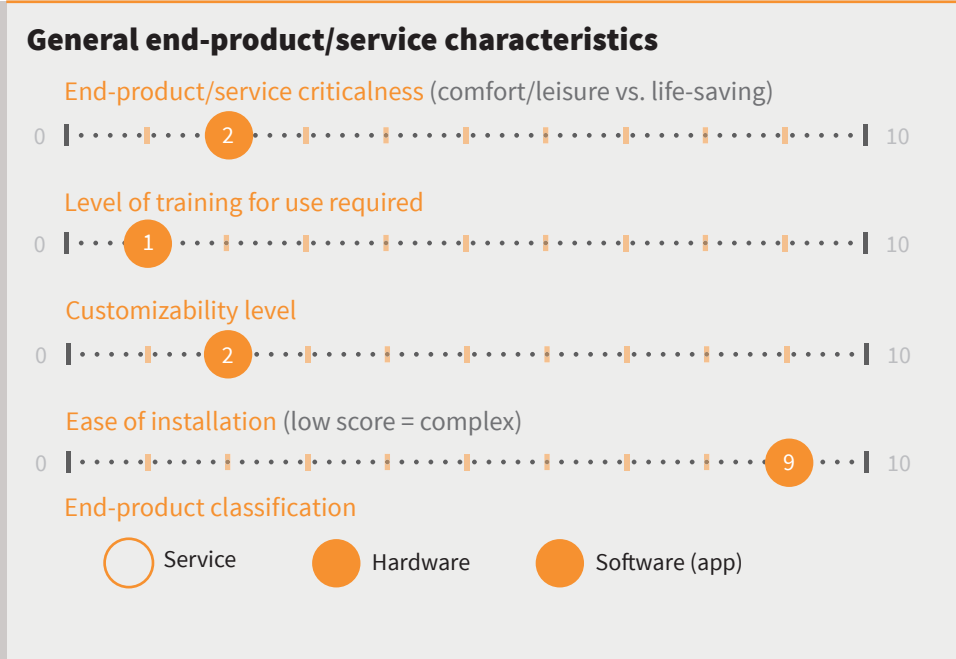 General end-product/service characteristics
End-product/service criticalness (comfort/leisure vs. life-saving)
0 2 10
Level of training for use required
0 1 10
Customizability level
0 2 10
Ease of installation (low score = complex)
0 9 10
End-product classification
Service Hardware Software (app)